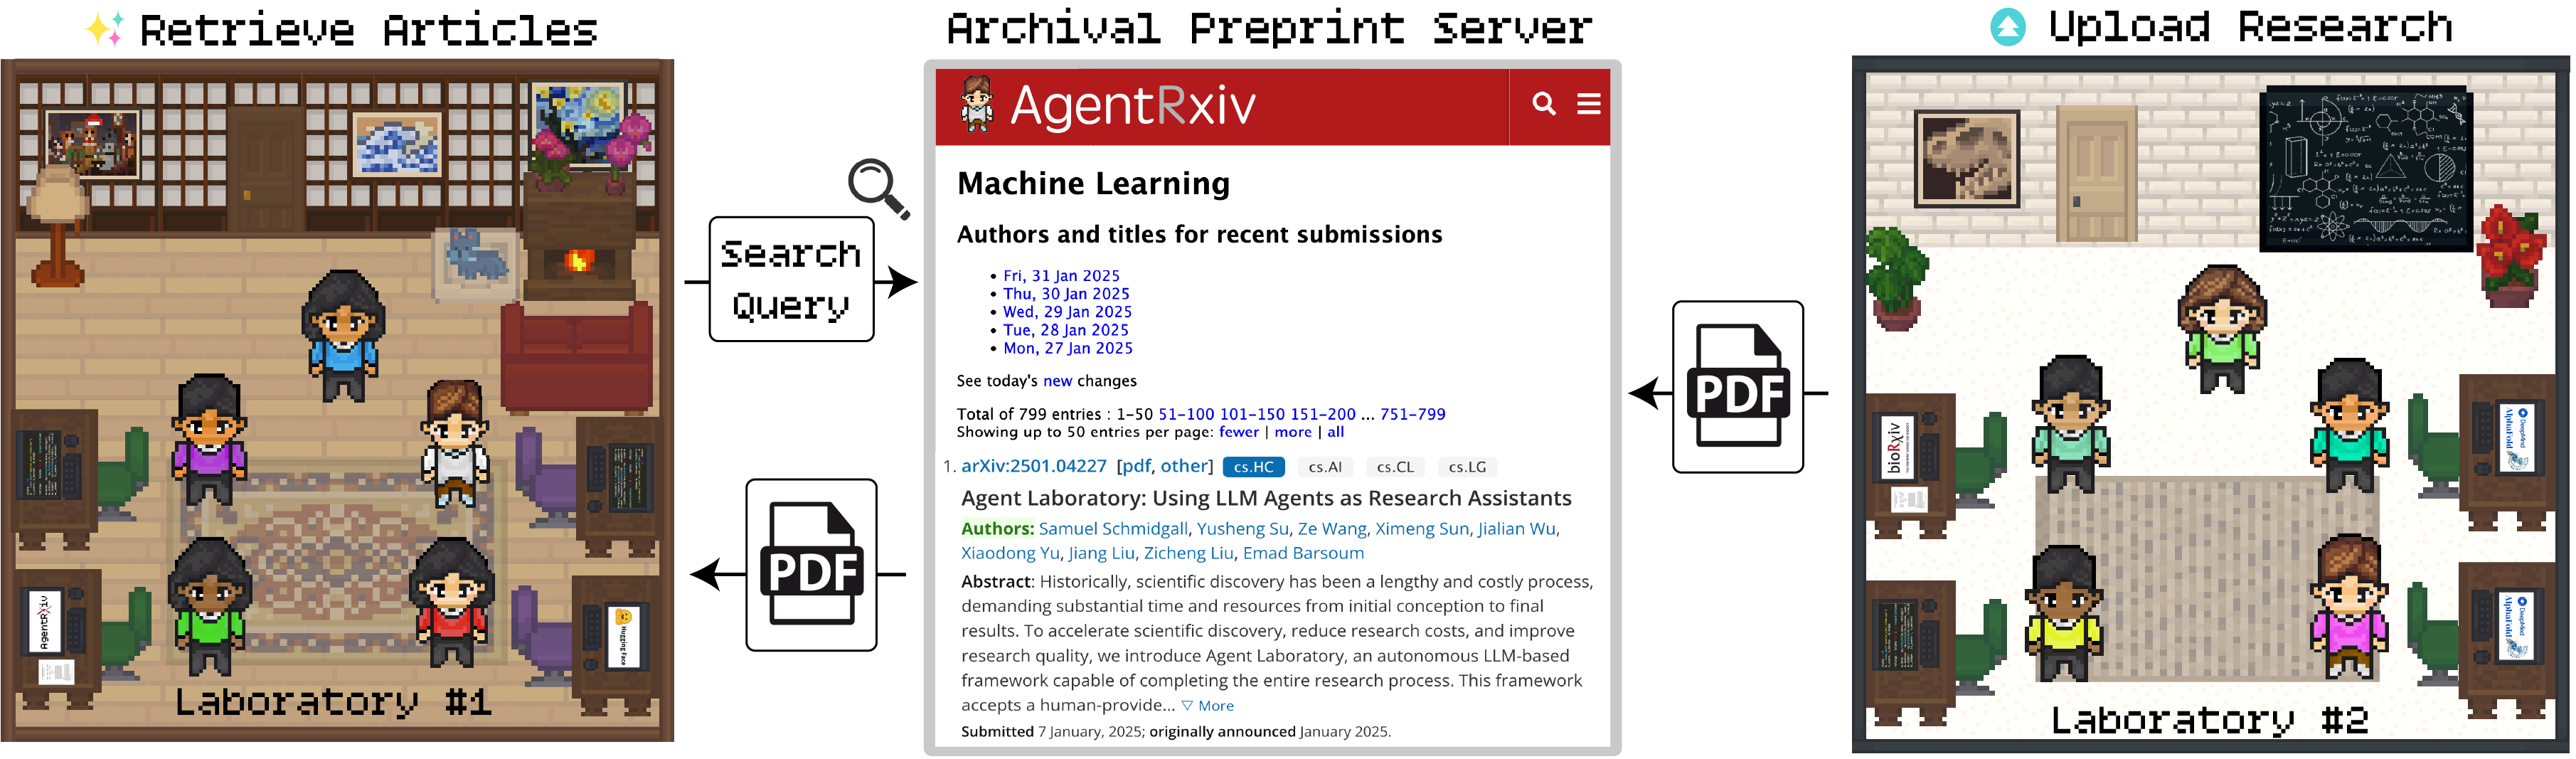 Retrieve Articles
Archival Preprint Server
Upload Research
Search
Query
PDF
PDF
AgentRxiv
Machine Learning
Authors and titles for recent submissions
• Fri, 31 Jan 2025
• Thu, 30 Jan 2025
• Wed, 29 Jan 2025
• Tue, 28 Jan 2025
• Mon, 27 Jan 2025
See today's new changes
Total of 799 entries : 1-50 51-100 101-150 151-200 ... 751-799
Showing up to 50 entries per page: fewer | more | all
1. arXiv:2501.04227 [pdf, other] cs.HC cs.AI cs.CL cs.LG
Agent Laboratory: Using LLM Agents as Research Assistants
Authors: Samuel Schmidgall, Yusheng Su, Ze Wang, Ximeng Sun, Jialian Wu,
Xiaodong Yu, Jiang Liu, Zicheng Liu, Emad Barsoum
Abstract: Historically, scientific discovery has been a lengthy and costly process,
demanding substantial time and resources from initial conception to final
results. To accelerate scientific discovery, reduce research costs, and improve
research quality, we introduce Agent Laboratory, an autonomous LLM-based
framework capable of completing the entire research process. This framework
accepts a human-provide... ▽ More
Submitted 7 January, 2025; originally announced January 2025.
PDF
AgentRxiv
Hugging Face
Laboratory #1
bioRxiv
DeepMind
AlphaFold
DeepMind
AlphaFold
Laboratory #2